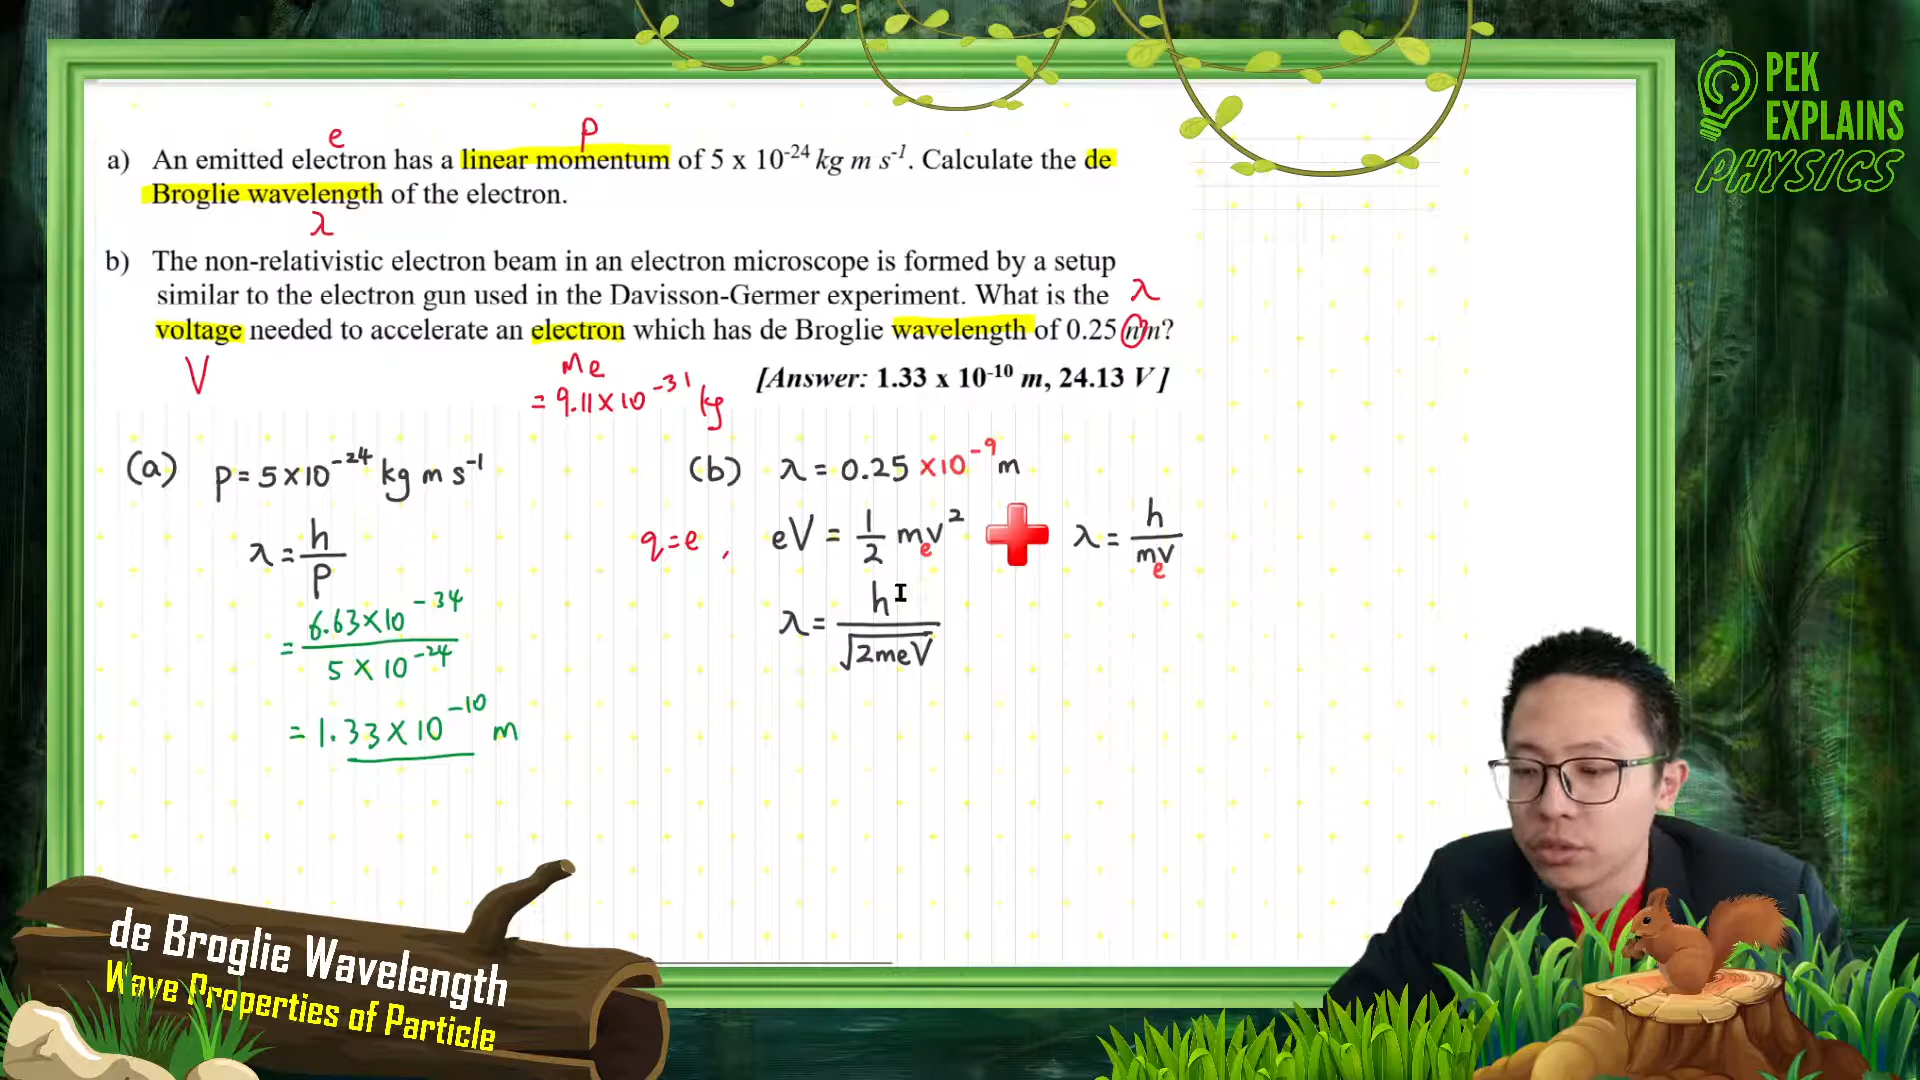 PEK
EXPLAINS
PHYSICS
e
p
a) An emitted electron has a linear momentum of 5 x 10⁻²⁴ kg m s⁻¹. Calculate the de
Broglie wavelength of the electron.
λ
b) The non-relativistic electron beam in an electron microscope is formed by a setup
similar to the electron gun used in the Davisson-Germer experiment. What is the λ
voltage needed to accelerate an electron which has de Broglie wavelength of 0.25 nm?
V
me
= 9.11 × 10⁻³¹ kg
[Answer: 1.33 x 10⁻¹⁰ m, 24.13 V]
(a) p = 5 × 10⁻²⁴ kg m s⁻¹
λ = h/p
= 6.63 × 10⁻³⁴ / 5 × 10⁻²⁴
= 1.33 × 10⁻¹⁰ m
(b) λ = 0.25 × 10⁻⁹ m
q = e, eV = 1/2 mₑv² + λ = h/mₑv
λ = h/√2meV
de Broglie Wavelength
Wave Properties of Particle